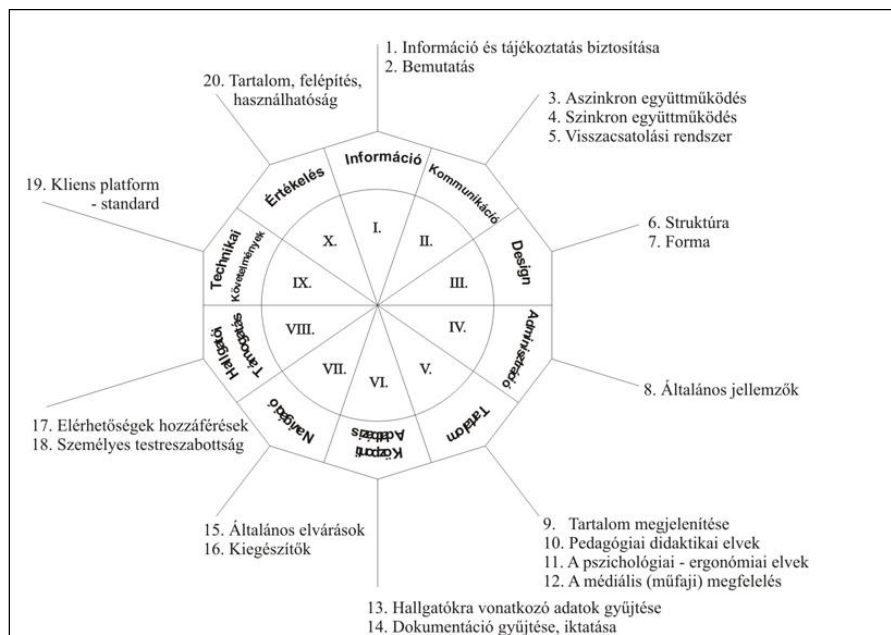 1. Információ és tájékoztatás biztosítása
2. Bemutatás
20. Tartalom, felépítés,
használhatóság
3. Aszinkron együttműködés
4. Szinkron együttműködés
5. Visszacsatolási rendszer
19. Kliens platform
- standard
6. Struktúra
7. Forma
Információ
Kommunikáció
Design
Adminisztráció
Tartalom
Központi
Adatbázis
Navigáció
Hallgatói
Támogatás
Technikai
Követelmények
Értékelés
I.
II.
III.
IV.
V.
VI.
VII.
VIII.
IX.
X.
8. Általános jellemzők
17. Elérhetőségek hozzáférések
18. Személyes testreszabottság
15. Általános elvárások
16. Kiegészítők
9. Tartalom megjelenítése
10. Pedagógiai didaktikai elvek
11. A pszichológiai - ergonómiai elvek
12. A médiális (műfaji) megfelelés
13. Hallgatókra vonatkozó adatok gyűjtése
14. Dokumentáció gyűjtése, iktatása